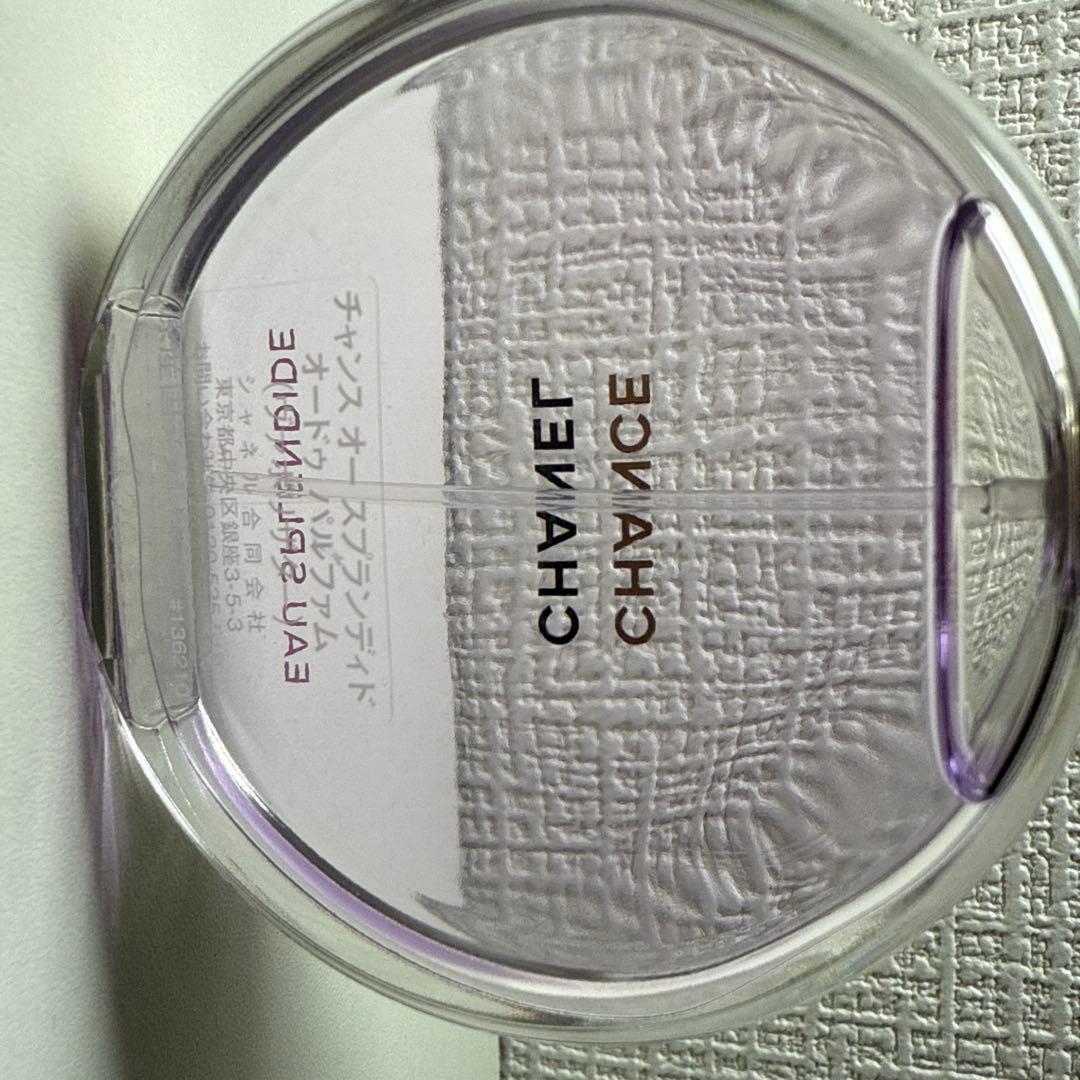 チャンス オー スプランディド
オードゥ パルファム
シャネル合同会社
東京都中央区銀座3-5-3
CHANEL
CHANCE
EAU SPLENDIDE